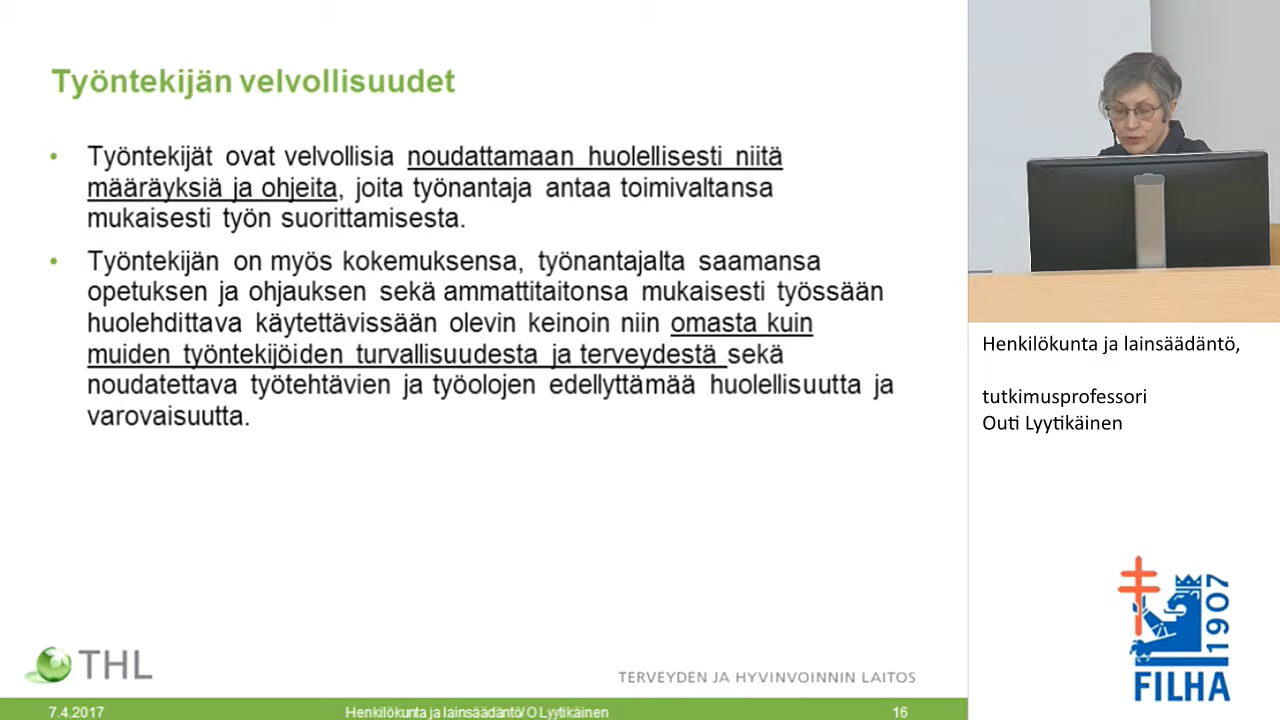 Työntekijän velvollisuudet
• Työntekijät ovat velvollisia noudattamaan huolellisesti niitä
määräyksiä ja ohjeita, joita työnantaja antaa toimivaltansa
mukaisesti työn suorittamisesta.
• Työntekijän on myös kokemuksensa, työnantajalta saamansa
opetuksen ja ohjauksen sekä ammattitaitonsa mukaisesti työssään
huolehdittava käytettävissään olevin keinoin niin omasta kuin
muiden työntekijöiden turvallisuudesta ja terveydestä sekä
noudatettava työtehtävien ja työolojen edellyttämää huolellisuutta ja
varovaisuutta.
THL
TERVEYDEN JA HYVINVOINNIN LAITOS
7.4.2017
Henkilökunta ja lainsäädäntö/ O Lyytikäinen
16
Henkilökunta ja lainsäädäntö,
tutkimusprofessori
Outi Lyytikäinen
1907
FILHA